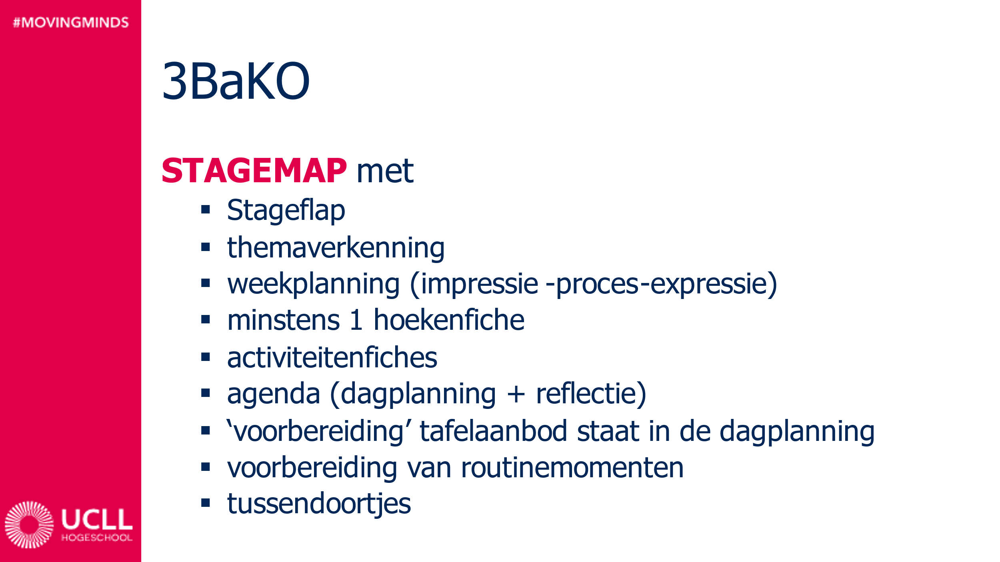 #MOVINGMINDS
3BaKO
STAGEMAP met
▪ Stageflap
▪ themaverkenning
▪ weekplanning (impressie -proces-expressie)
▪ minstens 1 hoekenfiche
▪ activiteitenfiches
▪ agenda (dagplanning + reflectie)
▪ ‘voorbereiding’ tafelaanbod staat in de dagplanning
▪ voorbereiding van routinemomenten
▪ tussendoortjes
UCLL
HOGESCHOOL